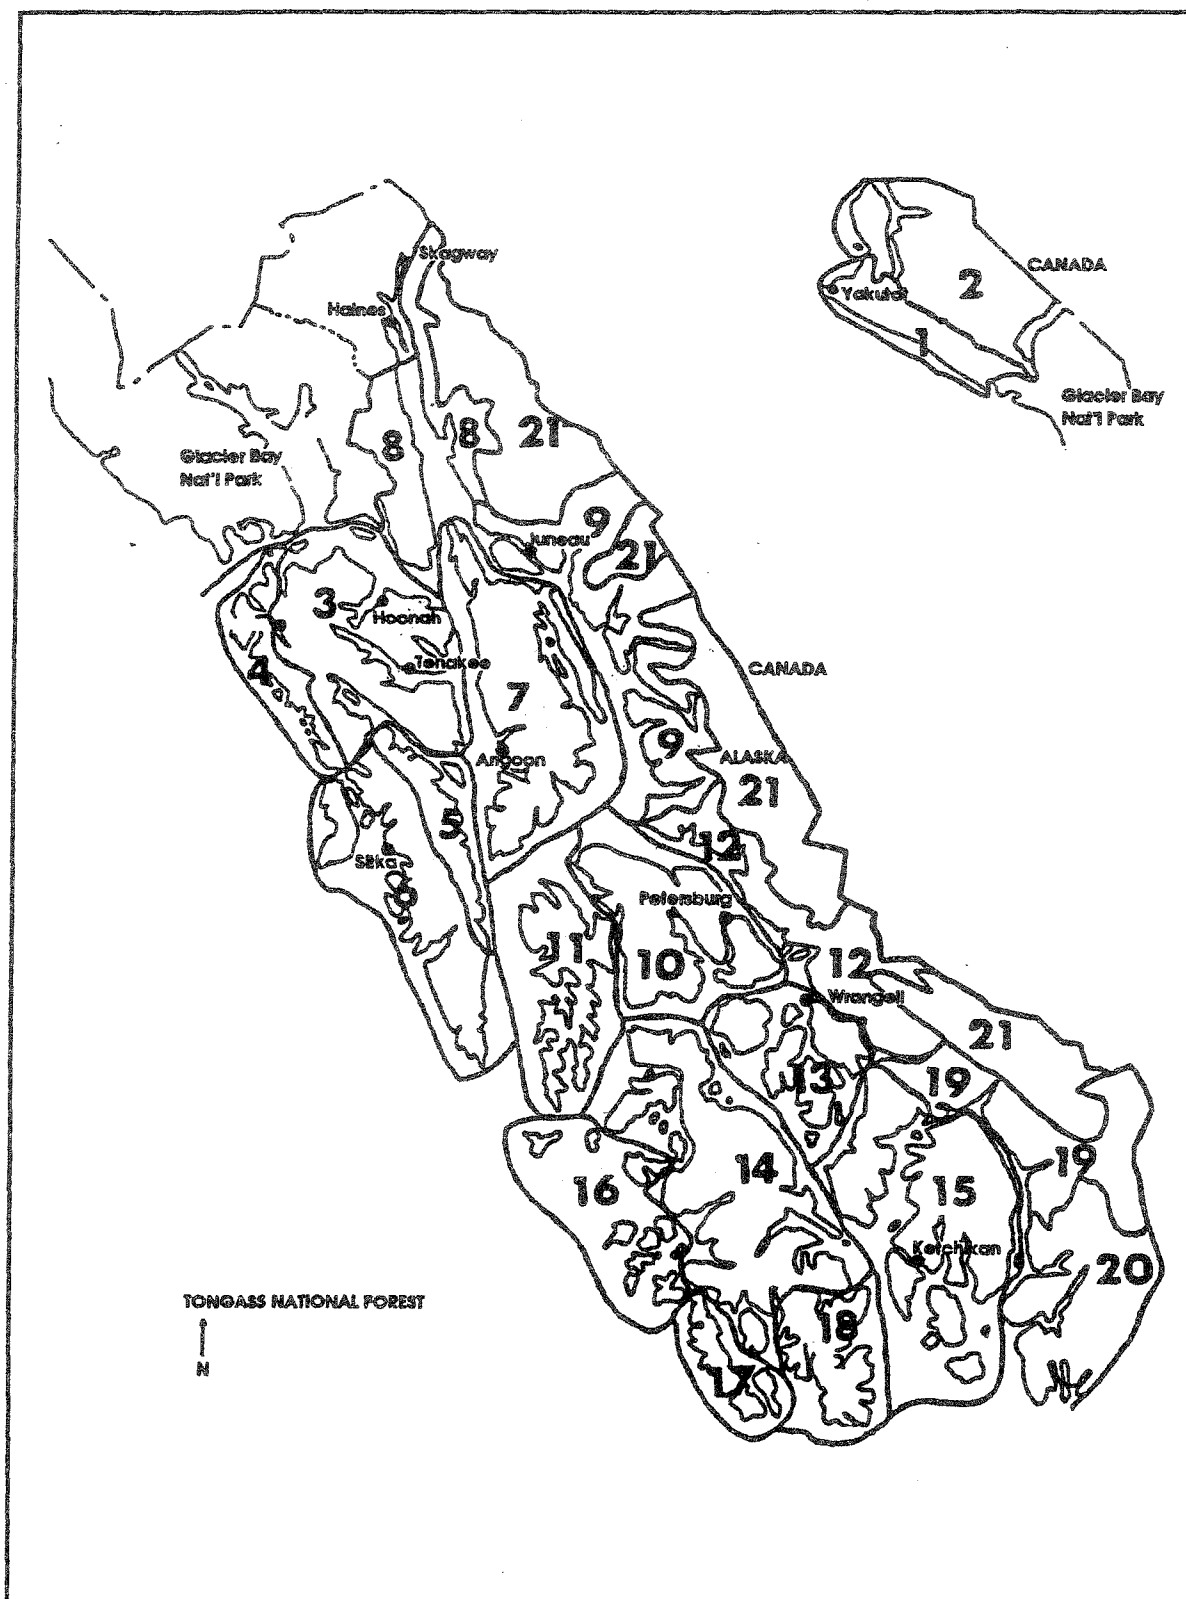 Skagway
CANADA
2
Yakutat
Haines
1
Glacier Bay
Nat'l Park
8
8
21
Glacier Bay
Nat'l Park
9
Juneau
21
3
Hoonah
Tenakee
4
CANADA
7
9
ALASKA
Angoon
21
5
12
Sitka
6
Petersburg
11
10
12
Wrangell
21
13
19
14
19
16
15
Ketchikan
20
TONGASS NATIONAL FOREST
18
N
17